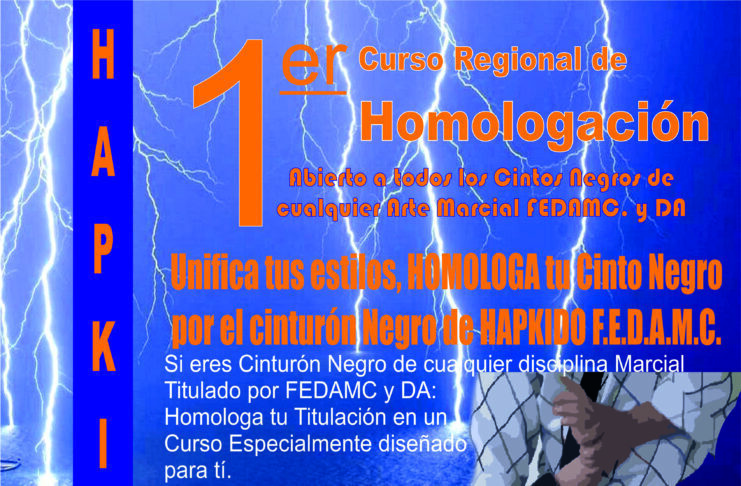 H
A
P
K
I
1er Curso Regional de
Homologación
Abierto a todos los Cintos Negros de
cualquier Arte Marcial FEDAMC. y DA
Unifica tus estilos, HOMOLOGA tu Cinto Negro
por el cinturón Negro de HAPKIDO F.E.D.A.M.C.
Si eres Cinturón Negro de cualquier disciplina Marcial
Titulado por FEDAMC y DA:
Homologa tu Titulación en un
Curso Especialmente diseñado
para tí.